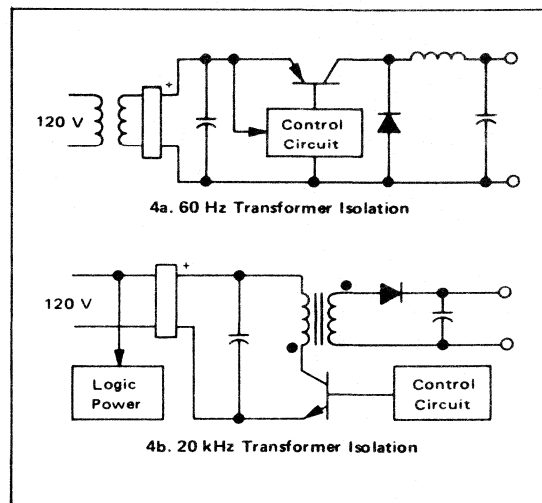 +
120 V
Control
Circuit
4a. 60 Hz Transformer Isolation
+
120 V
Logic
Power
Control
Circuit
4b. 20 kHz Transformer Isolation